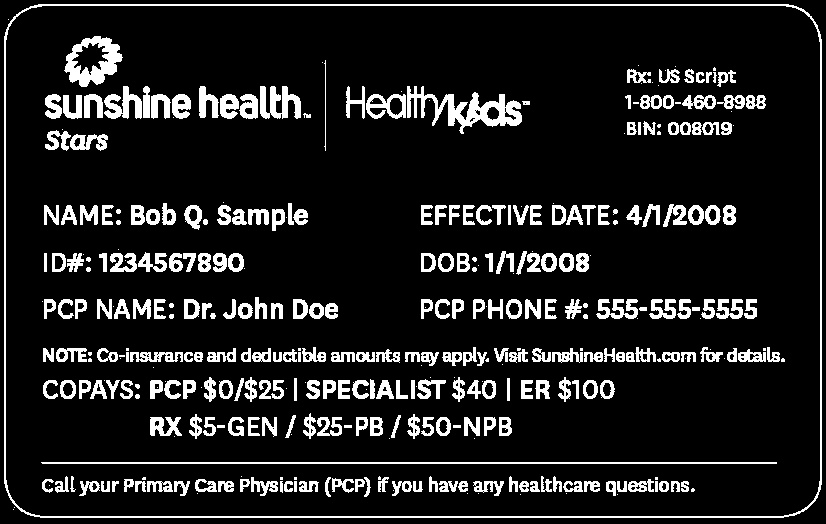 sunshine health™
Stars
Healthy Kids™
Rx: US Script
1-800-460-8988
BIN: 008019
NAME: Bob Q. Sample
EFFECTIVE DATE: 4/1/2008
ID#: 1234567890
DOB: 1/1/2008
PCP NAME: Dr. John Doe
PCP PHONE #: 555-555-5555
NOTE: Co-insurance and deductible amounts may apply. Visit SunshineHealth.com for details.
COPAYS: PCP $0/$25 | SPECIALIST $40 | ER $100
RX $5-GEN / $25-PB / $50-NPB
Call your Primary Care Physician (PCP) if you have any healthcare questions.